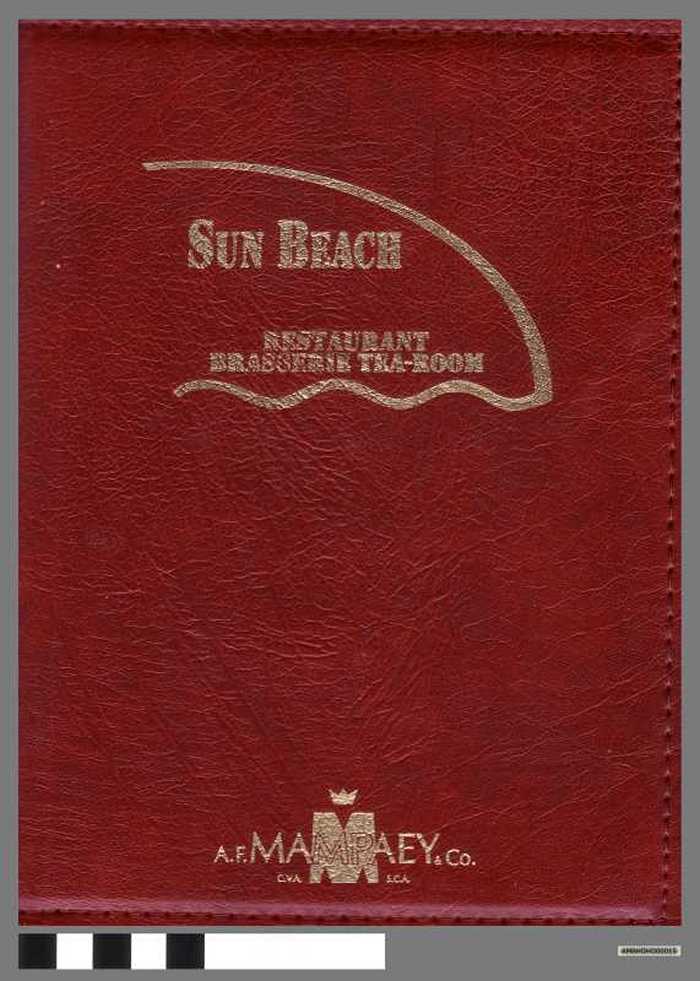 SUN BEACH
RESTAURANT
BRASSERIE TEA-ROOM
M
A.F. MAMPAEY & Co.
C.V.A. S.C.A.